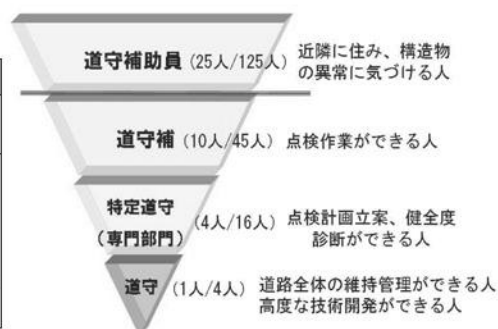 道守補助員 (25人/125人) 近隣に住み、構造物
の異常に気づける人
道守補 (10人/45人) 点検作業ができる人
特定道守
(専門部門) (4人/16人) 点検計画立案、健全度
診断ができる人
道守 (1人/4人) 道路全体の維持管理ができる人
高度な技術開発ができる人